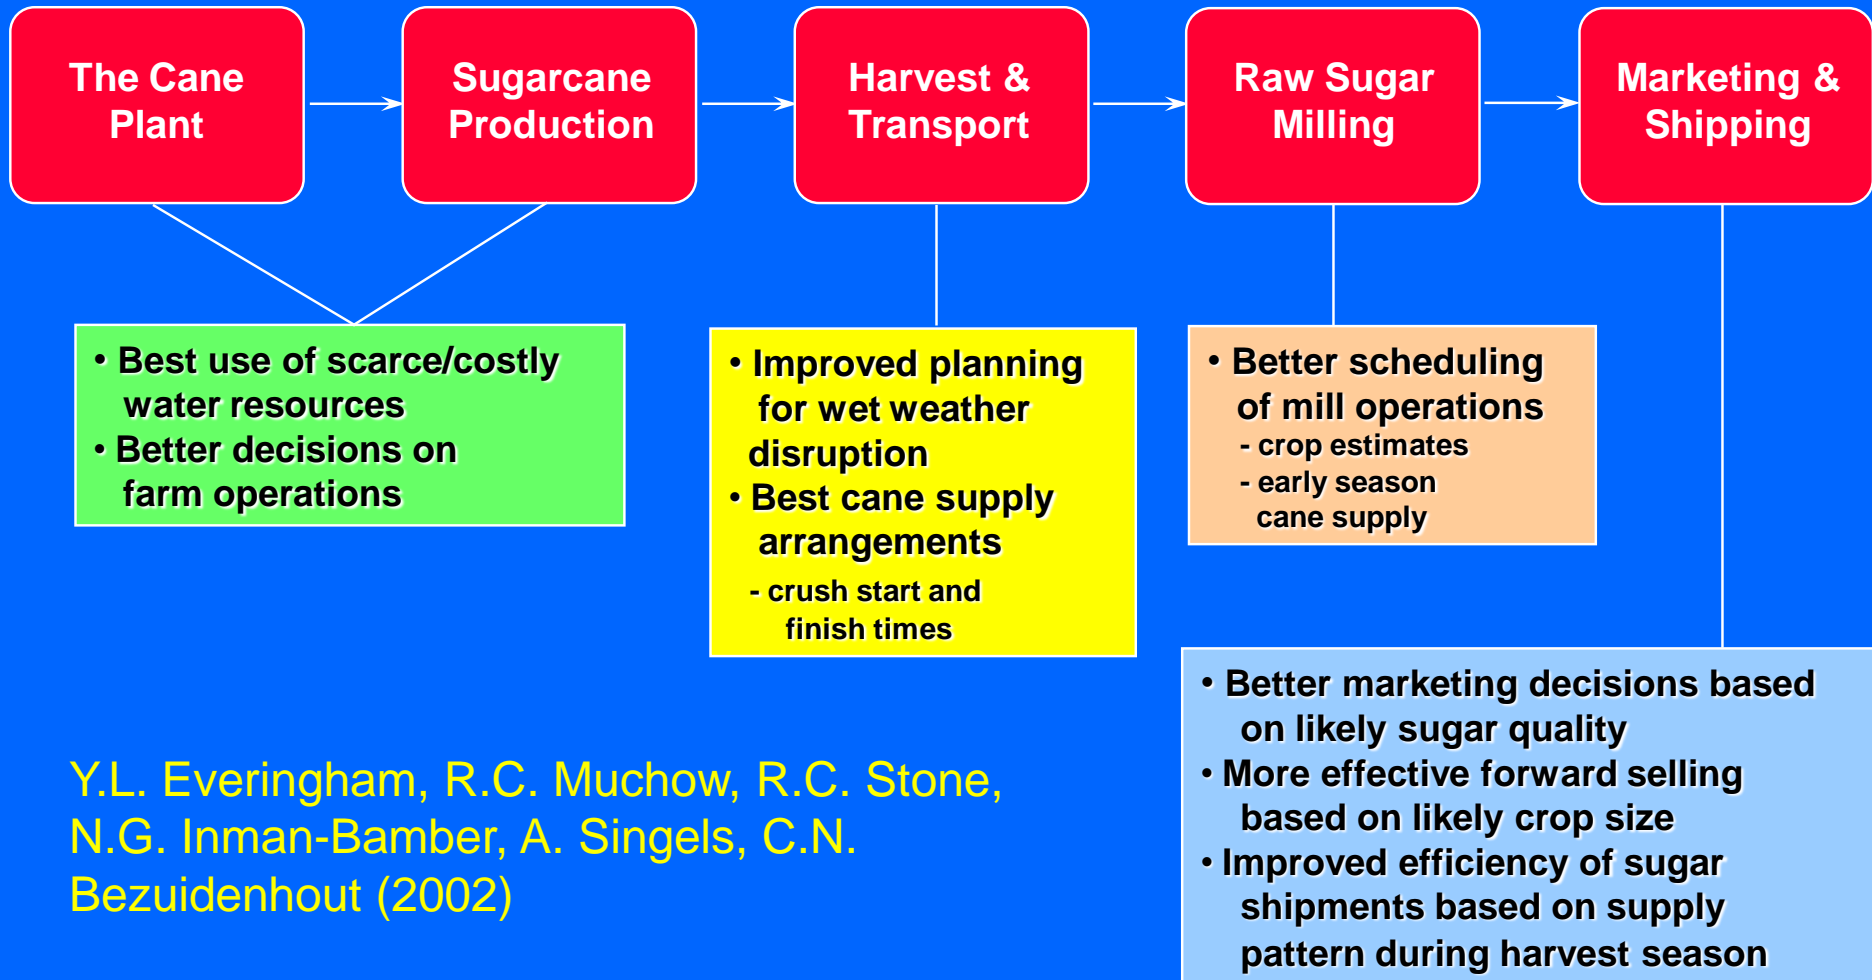 The Cane
Plant
Sugarcane
Production
Harvest &
Transport
Raw Sugar
Milling
Marketing &
Shipping
• Best use of scarce/costly
water resources
• Better decisions on
farm operations
• Improved planning
for wet weather
disruption
• Best cane supply
arrangements
- crush start and
finish times
• Better scheduling
of mill operations
- crop estimates
- early season
cane supply
• Better marketing decisions based
on likely sugar quality
• More effective forward selling
based on likely crop size
• Improved efficiency of sugar
shipments based on supply
pattern during harvest season
Y.L. Everingham, R.C. Muchow, R.C. Stone,
N.G. Inman-Bamber, A. Singels, C.N.
Bezuidenhout (2002)